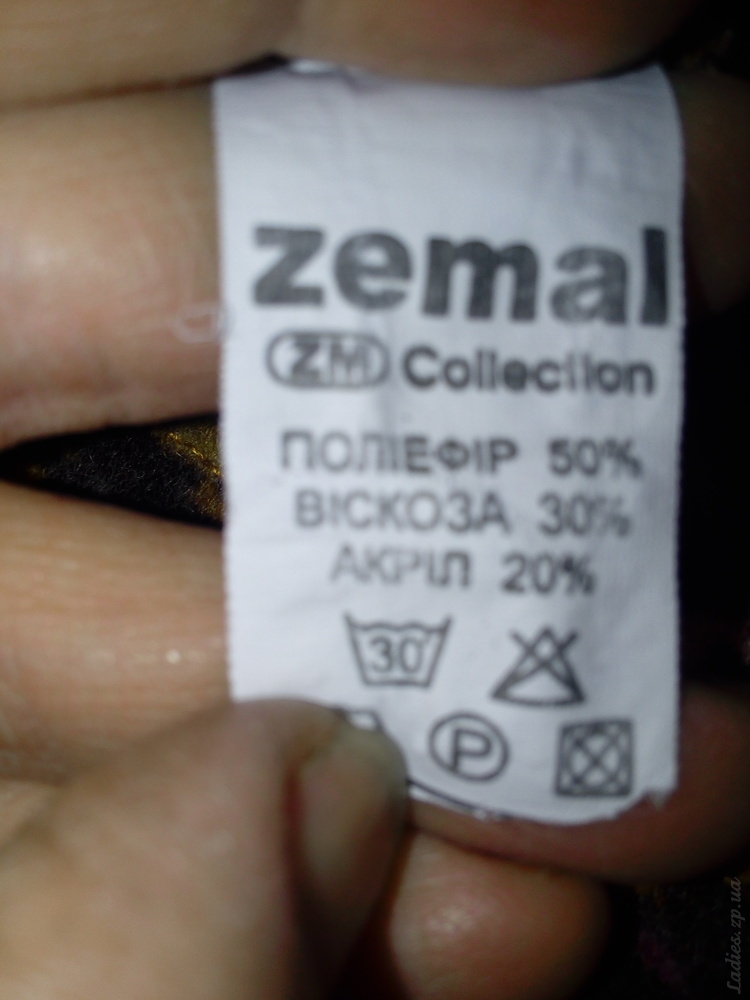 zemal
ZM Collection
ПОЛІЕФІР 50%
ВІСКОЗА 30%
АКРІЛ 20%
30
P
Ladies.zp.ua